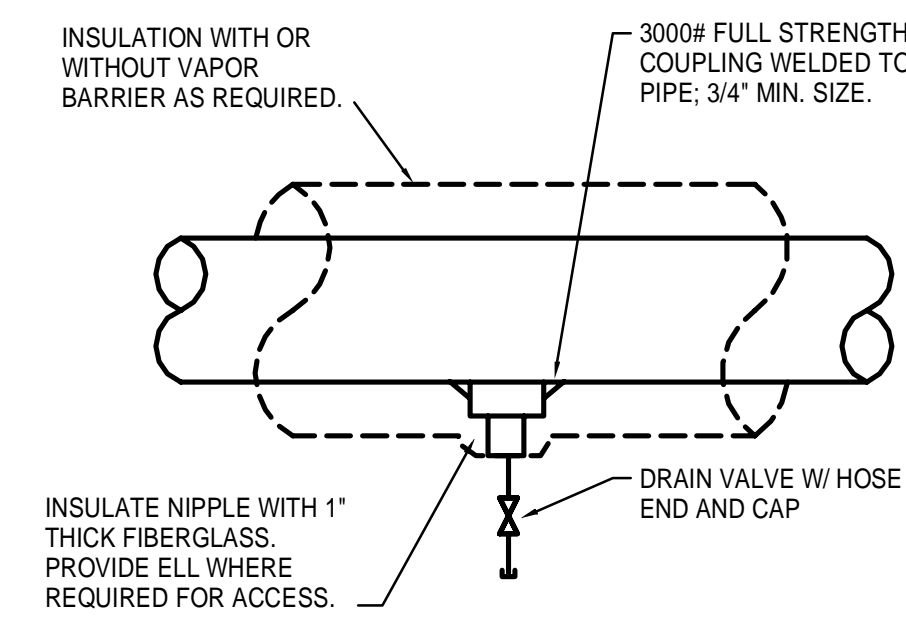 INSULATION WITH OR
WITHOUT VAPOR
BARRIER AS REQUIRED.
3000# FULL STRENGTH
COUPLING WELDED TO
PIPE; 3/4" MIN. SIZE.
INSULATE NIPPLE WITH 1"
THICK FIBERGLASS.
PROVIDE ELL WHERE
REQUIRED FOR ACCESS.
DRAIN VALVE W/ HOSE
END AND CAP